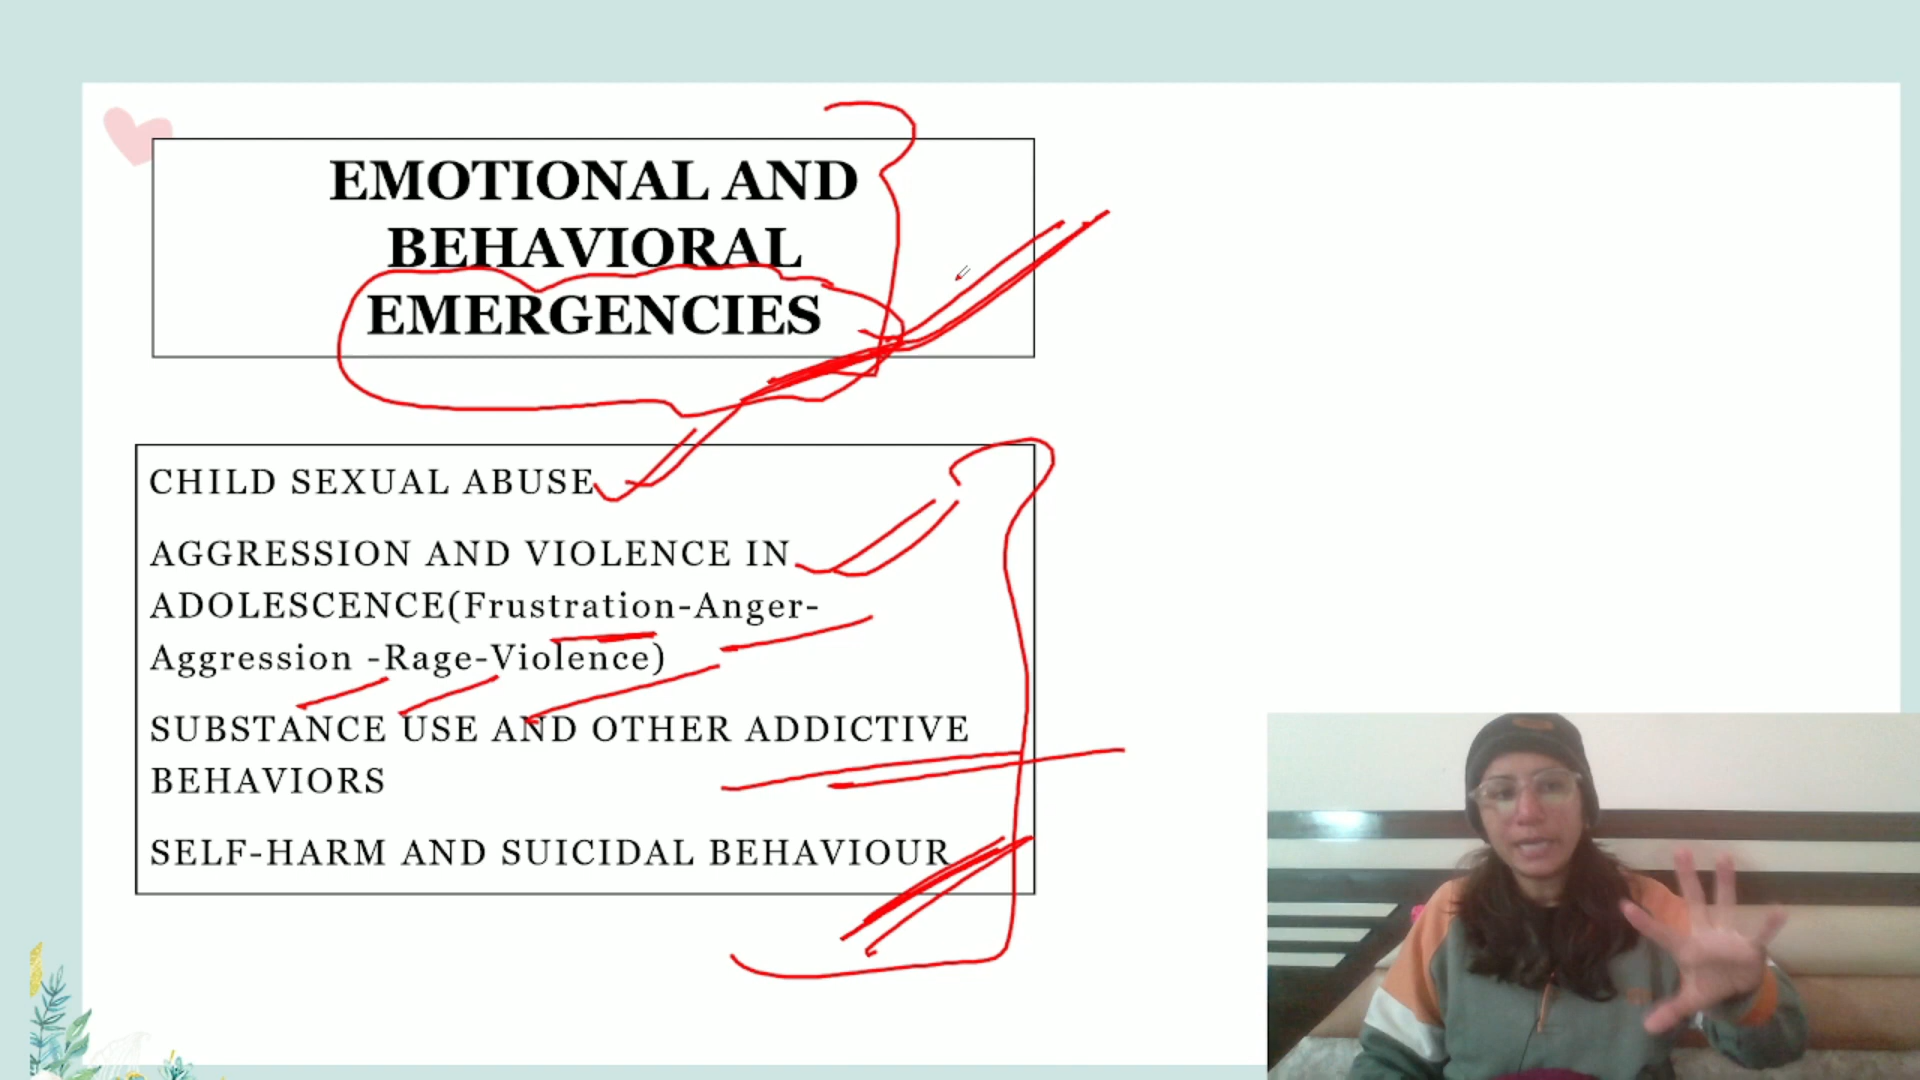 EMOTIONAL AND
BEHAVIORAL
EMERGENCIES
CHILD SEXUAL ABUSE
AGGRESSION AND VIOLENCE IN
ADOLESCENCE(Frustration-Anger-
Aggression -Rage-Violence)
SUBSTANCE USE AND OTHER ADDICTIVE
BEHAVIORS
SELF-HARM AND SUICIDAL BEHAVIOUR